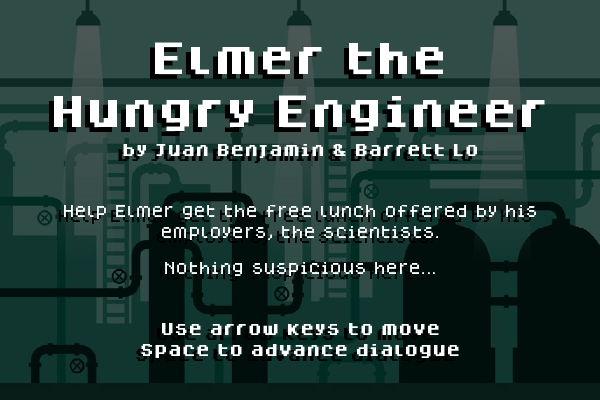 Elmer the
Hungry Engineer
by Juan Benjamin & Barrett Lo
Help Elmer get the free lunch offered by his
employers, the scientists.
Nothing suspicious here...
Use arrow keys to move
Space to advance dialogue